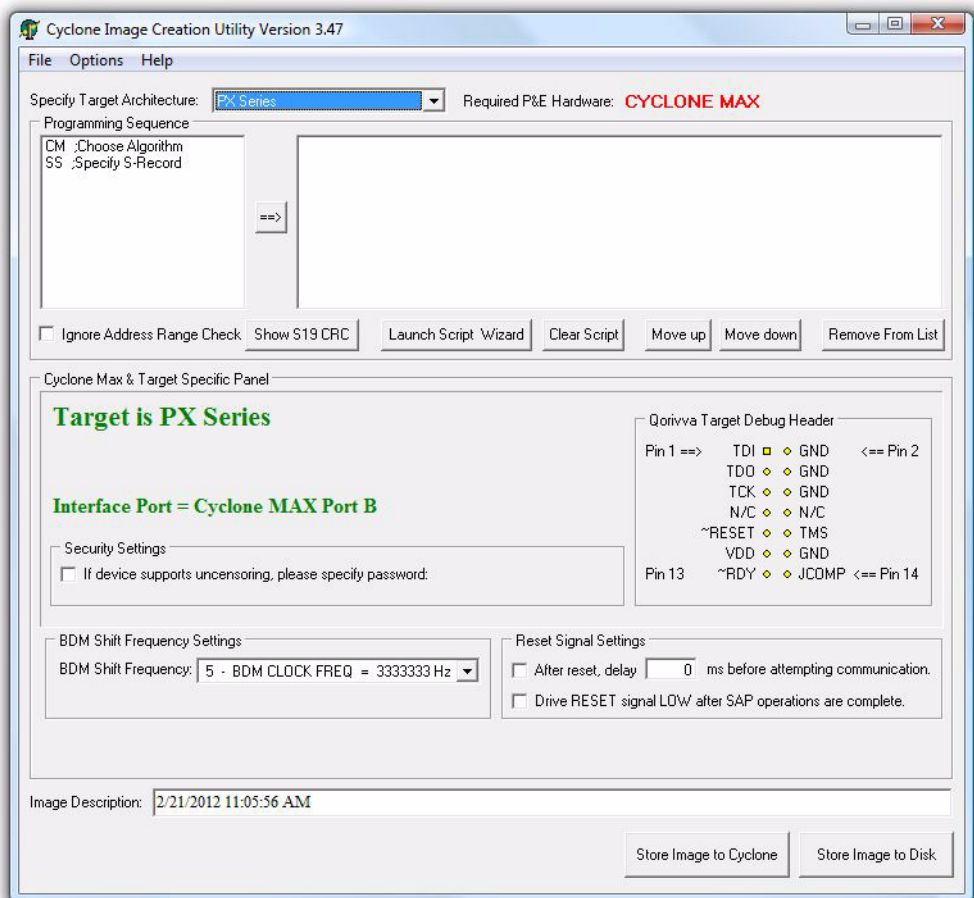 Cyclone Image Creation Utility Version 3.47
File Options Help
Specify Target Architecture: PX Series Required P&E Hardware: CYCLONE MAX
Programming Sequence
CM ;Choose Algorithm
SS ;Specify S-Record
==>
Ignore Address Range Check Show S19 CRC Launch Script Wizard Clear Script Move up Move down Remove From List
Cyclone Max & Target Specific Panel
Target is PX Series
Interface Port = Cyclone MAX Port B
Security Settings
If device supports uncensoring, please specify password:
Qorivva Target Debug Header
Pin 1 ==> TDI GND <== Pin 2
TDO GND
TCK GND
N/C N/C
~RESET TMS
VDD GND
Pin 13 ~RDY JCOMP <== Pin 14
BDM Shift Frequency Settings
BDM Shift Frequency: 5 - BDM CLOCK FREQ = 3333333 Hz
Reset Signal Settings
After reset, delay 0 ms before attempting communication.
Drive RESET signal LOW after SAP operations are complete.
Image Description: 2/21/2012 11:05:56 AM
Store Image to Cyclone Store Image to Disk